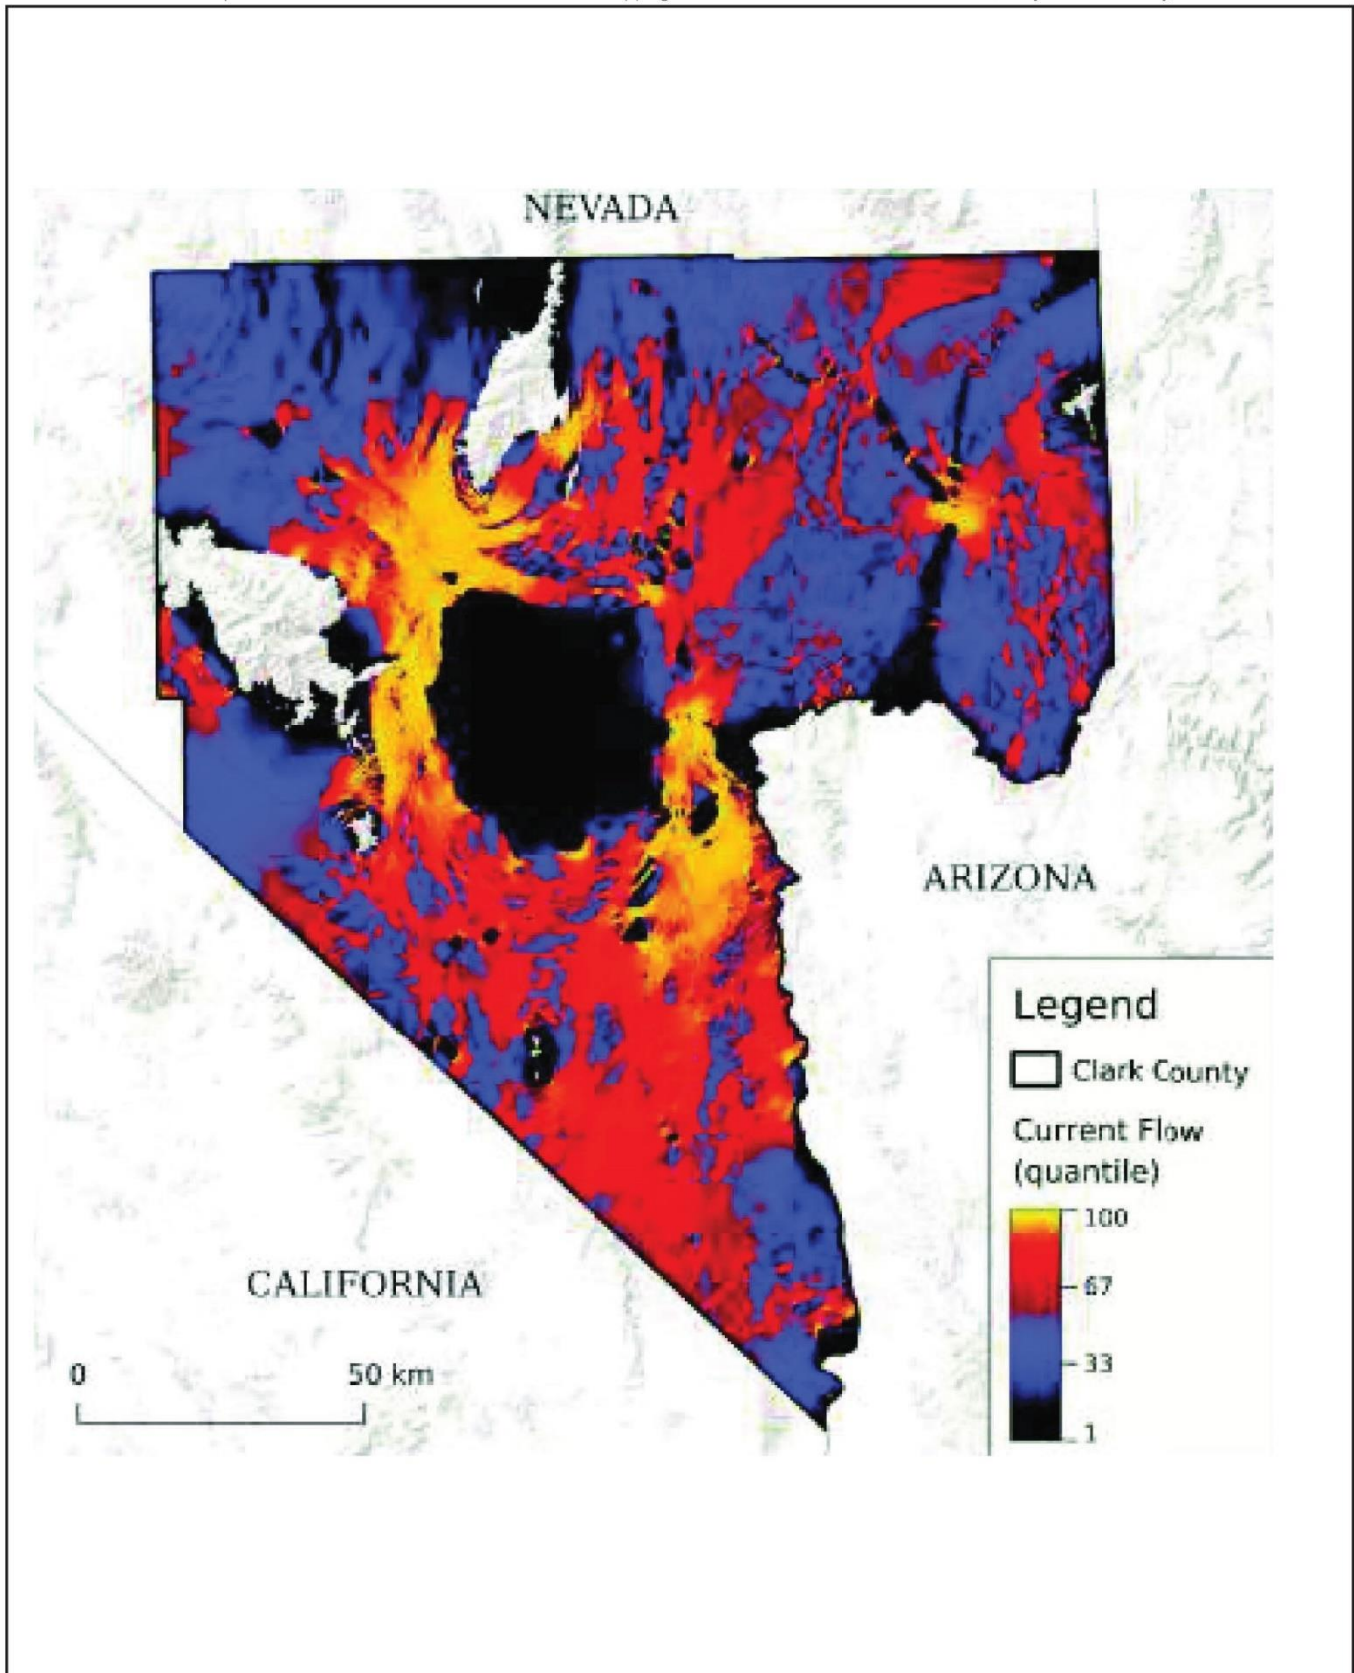 NEVADA
ARIZONA
Legend
Clark County
Current Flow
(quantile)
100
67
33
1
CALIFORNIA
0 50 km